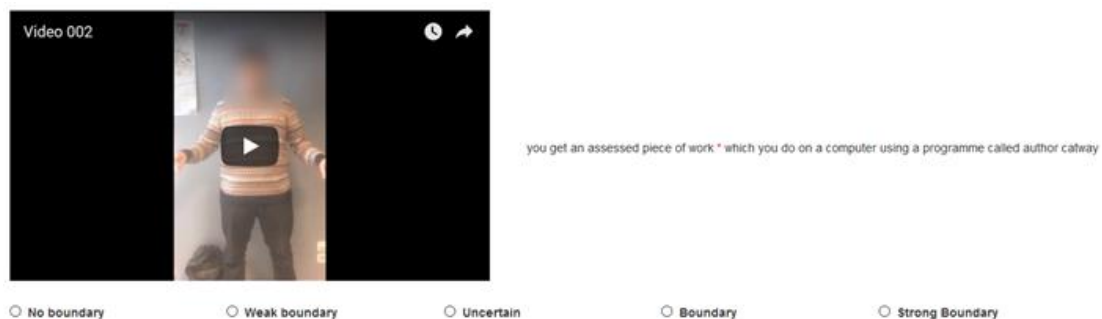 Video 002
you get an assessed piece of work * which you do on a computer using a programme called author catway
No boundary
Weak boundary
Uncertain
Boundary
Strong Boundary